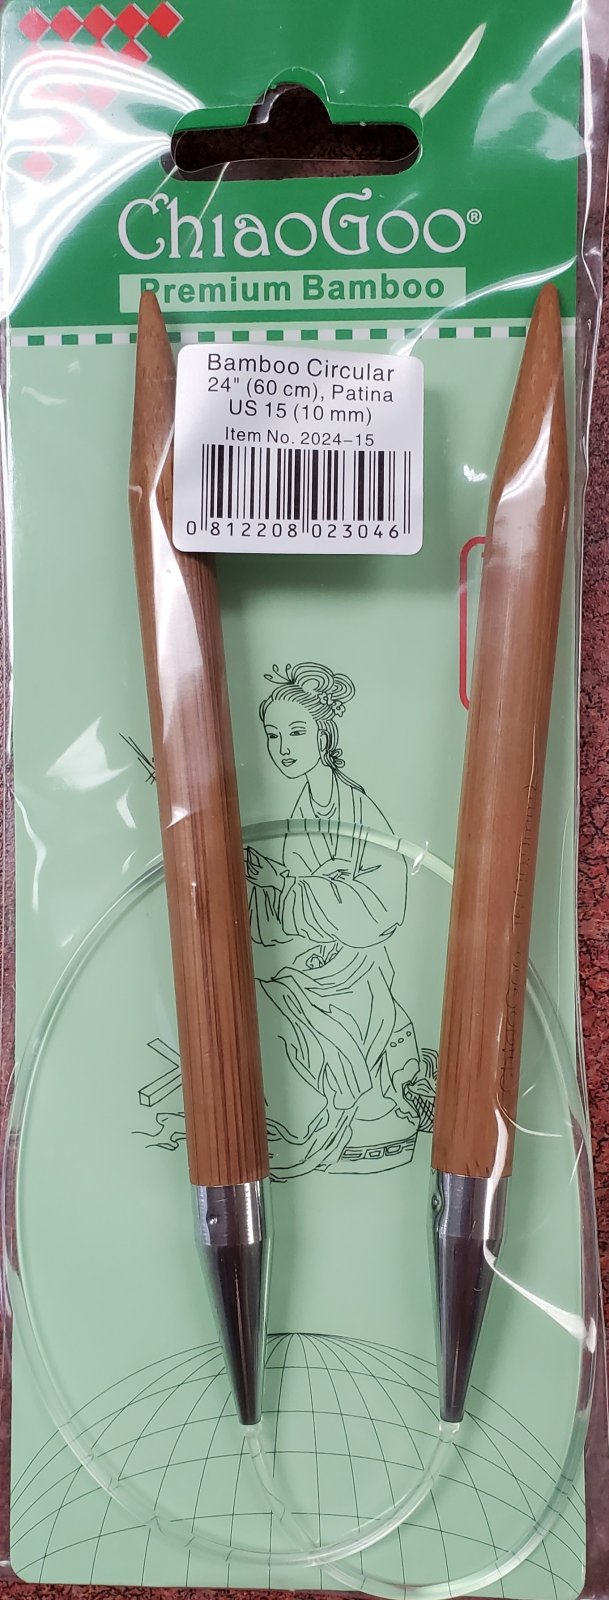 ChiaoGoo®
Premium Bamboo
Bamboo Circular
24" (60 cm), Patina
US 15 (10 mm)
Item No. 2024-15
0 812208 023046